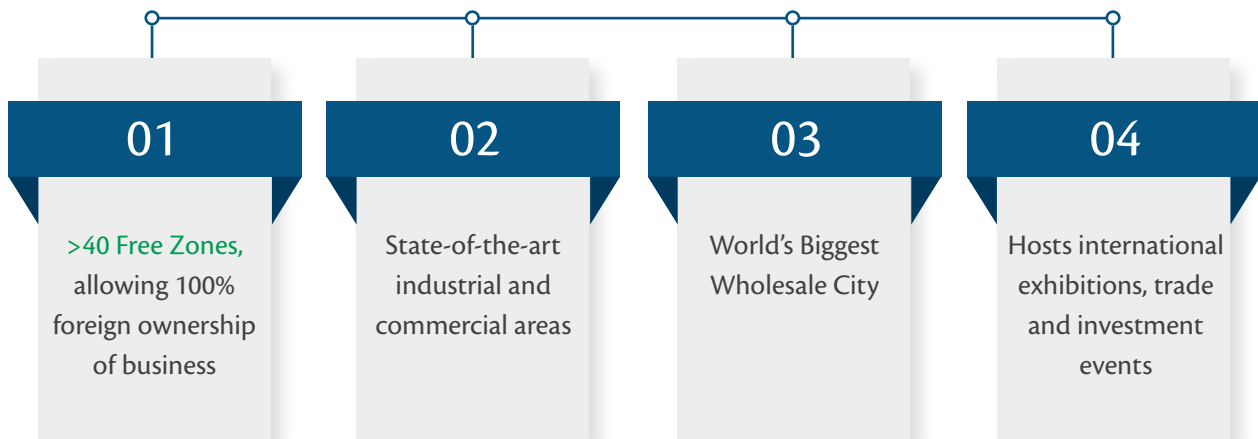 01
>40 Free Zones,
allowing 100%
foreign ownership
of business
02
State-of-the-art
industrial and
commercial areas
03
World's Biggest
Wholesale City
04
Hosts international
exhibitions, trade
and investment
events